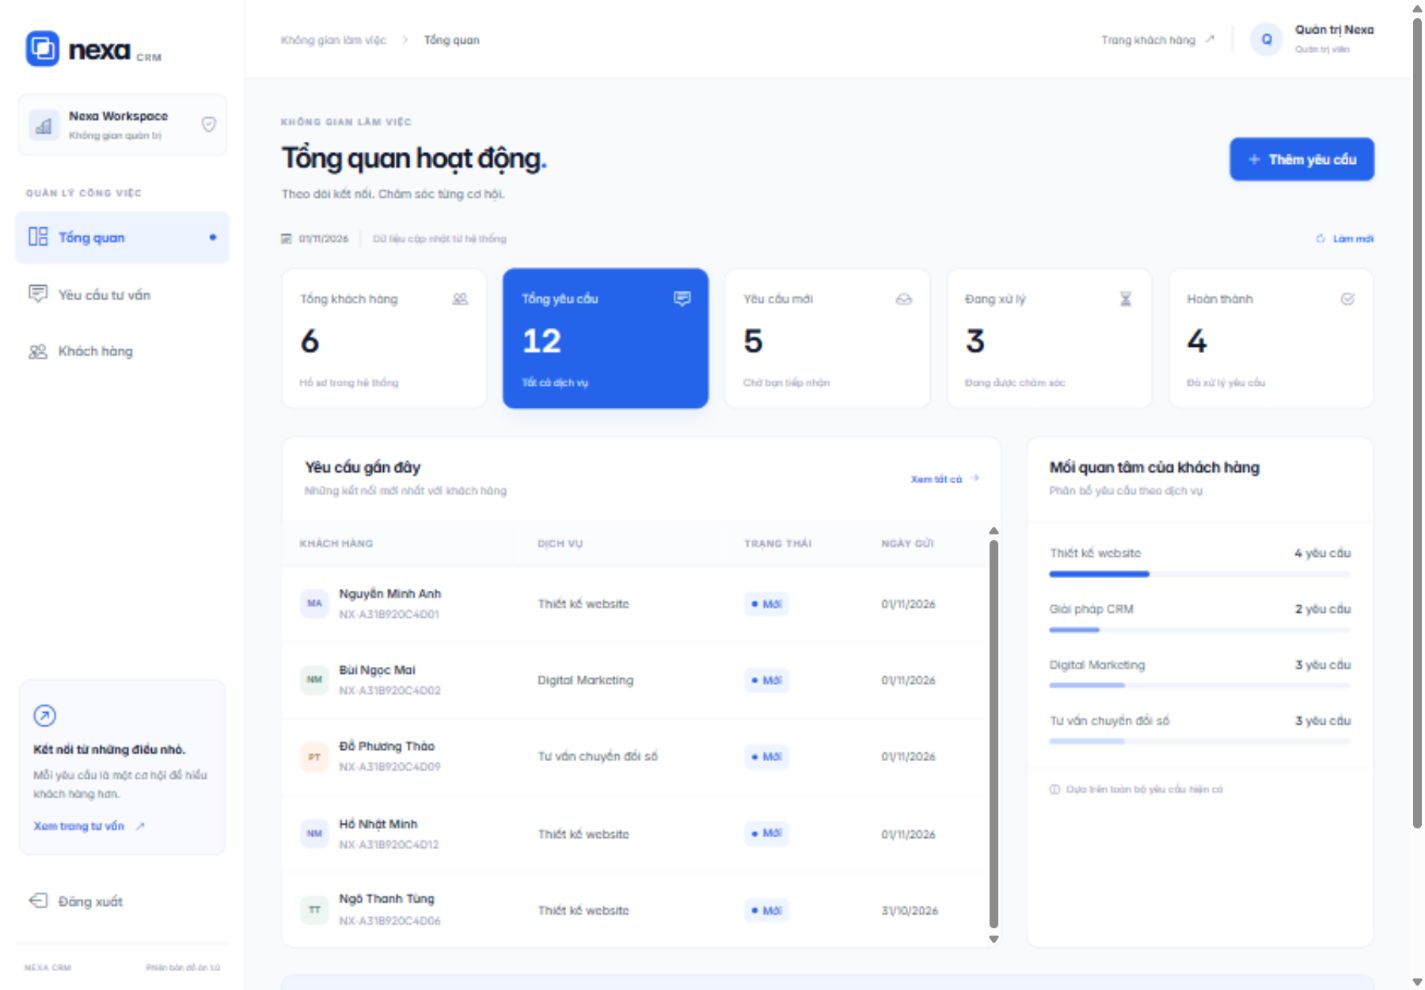 nexa CRM
Nexa Workspace
Không gian quản trị
QUẢN LÝ CÔNG VIỆC
Tổng quan
Yêu cầu tư vấn
Khách hàng
Kết nối từ những điều nhỏ.
Mỗi yêu cầu là một cơ hội để hiểu
khách hàng hơn.
Xem trang tư vấn
Đăng xuất
NEXA CRM
Phiên bản đồ án 1.0
Không gian làm việc
Tổng quan
Trang khách hàng
Q
Quản trị Nexa
Quản trị viên
KHÔNG GIAN LÀM VIỆC
Tổng quan hoạt động.
Theo dõi kết nối. Chăm sóc từng cơ hội.
+ Thêm yêu cầu
01/11/2026
Dữ liệu cập nhật từ hệ thống
Làm mới
Tổng khách hàng
6
Hồ sơ trong hệ thống
Tổng yêu cầu
12
Tất cả dịch vụ
Yêu cầu mới
5
Chờ bạn tiếp nhận
Đang xử lý
3
Đang được chăm sóc
Hoàn thành
4
Đã xử lý yêu cầu
Yêu cầu gần đây
Những kết nối mới nhất với khách hàng
Xem tất cả
KHÁCH HÀNG DỊCH VỤ TRẠNG THÁI NGÀY GỬI
MA Nguyễn Minh Anh
NX-A31B920C4D01
Thiết kế website
Mới
01/11/2026
NM Bùi Ngọc Mai
NX-A31B920C4D02
Digital Marketing
Mới
01/11/2026
PT Đỗ Phương Thảo
NX-A31B920C4D09
Tư vấn chuyển đổi số
Mới
01/11/2026
NM Hồ Nhật Minh
NX-A31B920C4D12
Thiết kế website
Mới
01/11/2026
TT Ngô Thanh Tùng
NX-A31B920C4D06
Thiết kế website
Mới
31/10/2026
Mối quan tâm của khách hàng
Phân bổ yêu cầu theo dịch vụ
Thiết kế website 4 yêu cầu
Giải pháp CRM 2 yêu cầu
Digital Marketing 3 yêu cầu
Tư vấn chuyển đổi số 3 yêu cầu
Dựa trên toàn bộ yêu cầu hiện có